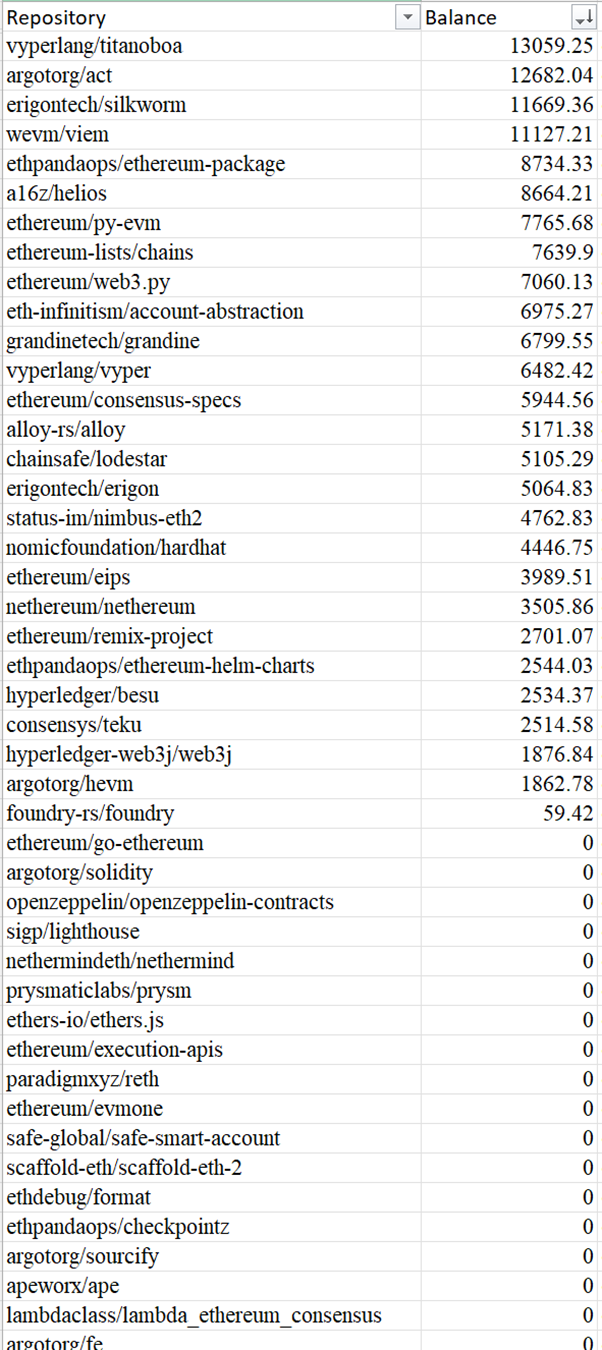 Repository Balance
vyperlang/titanoboa 13059.25
argotorg/act 12682.04
erigontech/silkworm 11669.36
wevm/viem 11127.21
ethpandaops/ethereum-package 8734.33
a16z/helios 8664.21
ethereum/py-evm 7765.68
ethereum-lists/chains 7639.9
ethereum/web3.py 7060.13
eth-infinitism/account-abstraction 6975.27
grandinetech/grandine 6799.55
vyperlang/vyper 6482.42
ethereum/consensus-specs 5944.56
alloy-rs/alloy 5171.38
chainsafe/lodestar 5105.29
erigontech/erigon 5064.83
status-im/nimbus-eth2 4762.83
nomicfoundation/hardhat 4446.75
ethereum/eips 3989.51
nethereum/nethereum 3505.86
ethereum/remix-project 2701.07
ethpandaops/ethereum-helm-charts 2544.03
hyperledger/besu 2534.37
consensys/teku 2514.58
hyperledger-web3j/web3j 1876.84
argotorg/hevm 1862.78
foundry-rs/foundry 59.42
ethereum/go-ethereum 0
argotorg/solidity 0
openzeppelin/openzeppelin-contracts 0
sigp/lighthouse 0
nethermindeth/nethermind 0
prysmaticlabs/prysm 0
ethers-io/ethers.js 0
ethereum/execution-apis 0
paradigmxyz/reth 0
ethereum/evmone 0
safe-global/safe-smart-account 0
scaffold-eth/scaffold-eth-2 0
ethdebug/format 0
ethpandaops/checkpointz 0
argotorg/sourcify 0
apeworx/ape 0
lambdaclass/lambda_ethereum_consensus 0
argotorg/fe 0